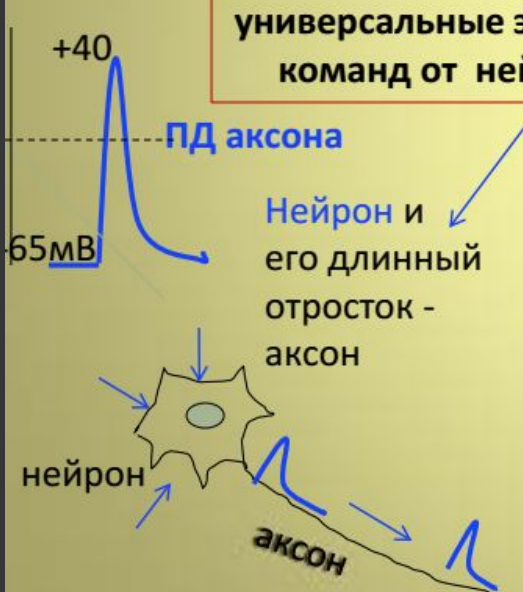 универсальные
команд от
+40
ПД аксона
65мВ
Нейрон и
его длинный
отросток -
аксон
нейрон
аксон